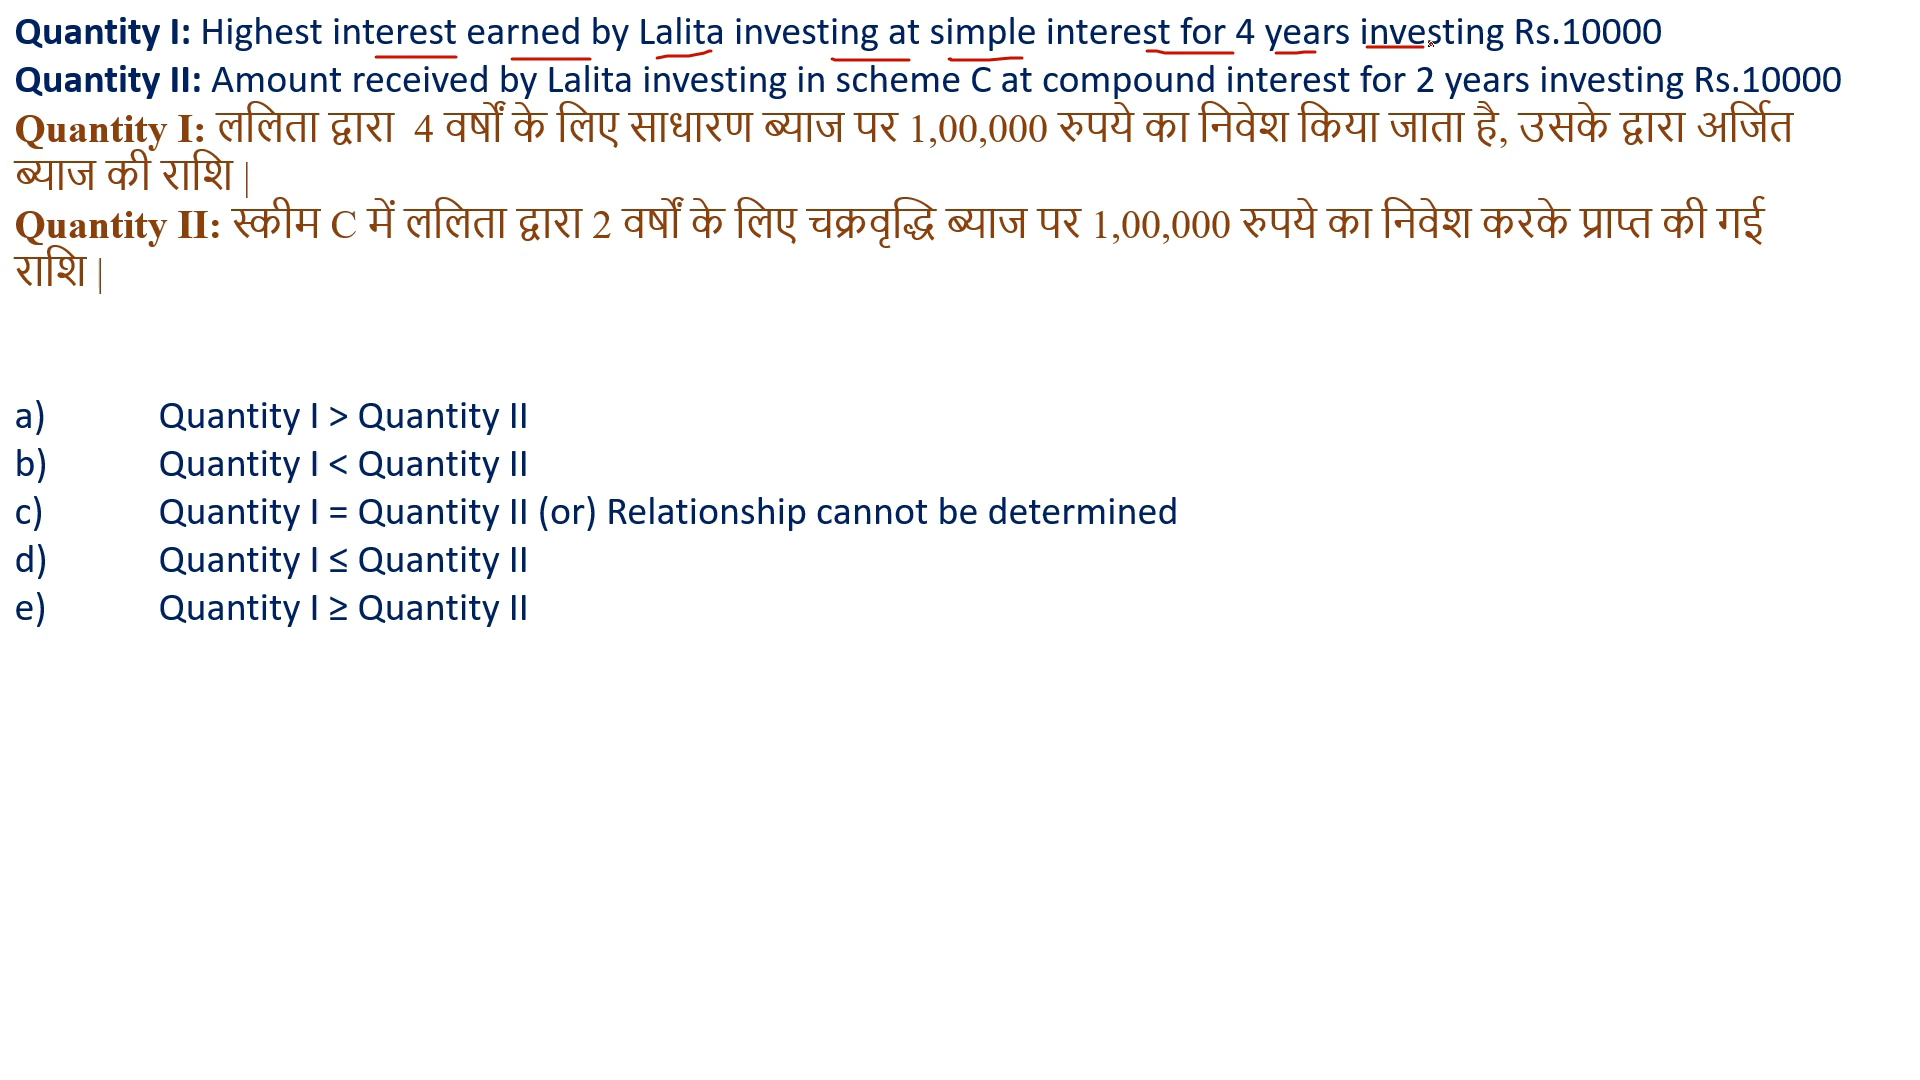 Quantity I: Highest interest earned by Lalita investing at simple interest for 4 years investing Rs.10000
Quantity II: Amount received by Lalita investing in scheme C at compound interest for 2 years investing Rs.10000
Quantity I: ललिता द्वारा 4 वर्षों के लिए साधारण ब्याज पर 1,00,000 रुपये का निवेश किया जाता है, उसके द्वारा अर्जित
ब्याज की राशि |
Quantity II: स्कीम C में ललिता द्वारा 2 वर्षों के लिए चक्रवृद्धि ब्याज पर 1,00,000 रुपये का निवेश करके प्राप्त की गई
राशि |
a) Quantity I > Quantity II
b) Quantity I < Quantity II
c) Quantity I = Quantity II (or) Relationship cannot be determined
d) Quantity I ≤ Quantity II
e) Quantity I ≥ Quantity II